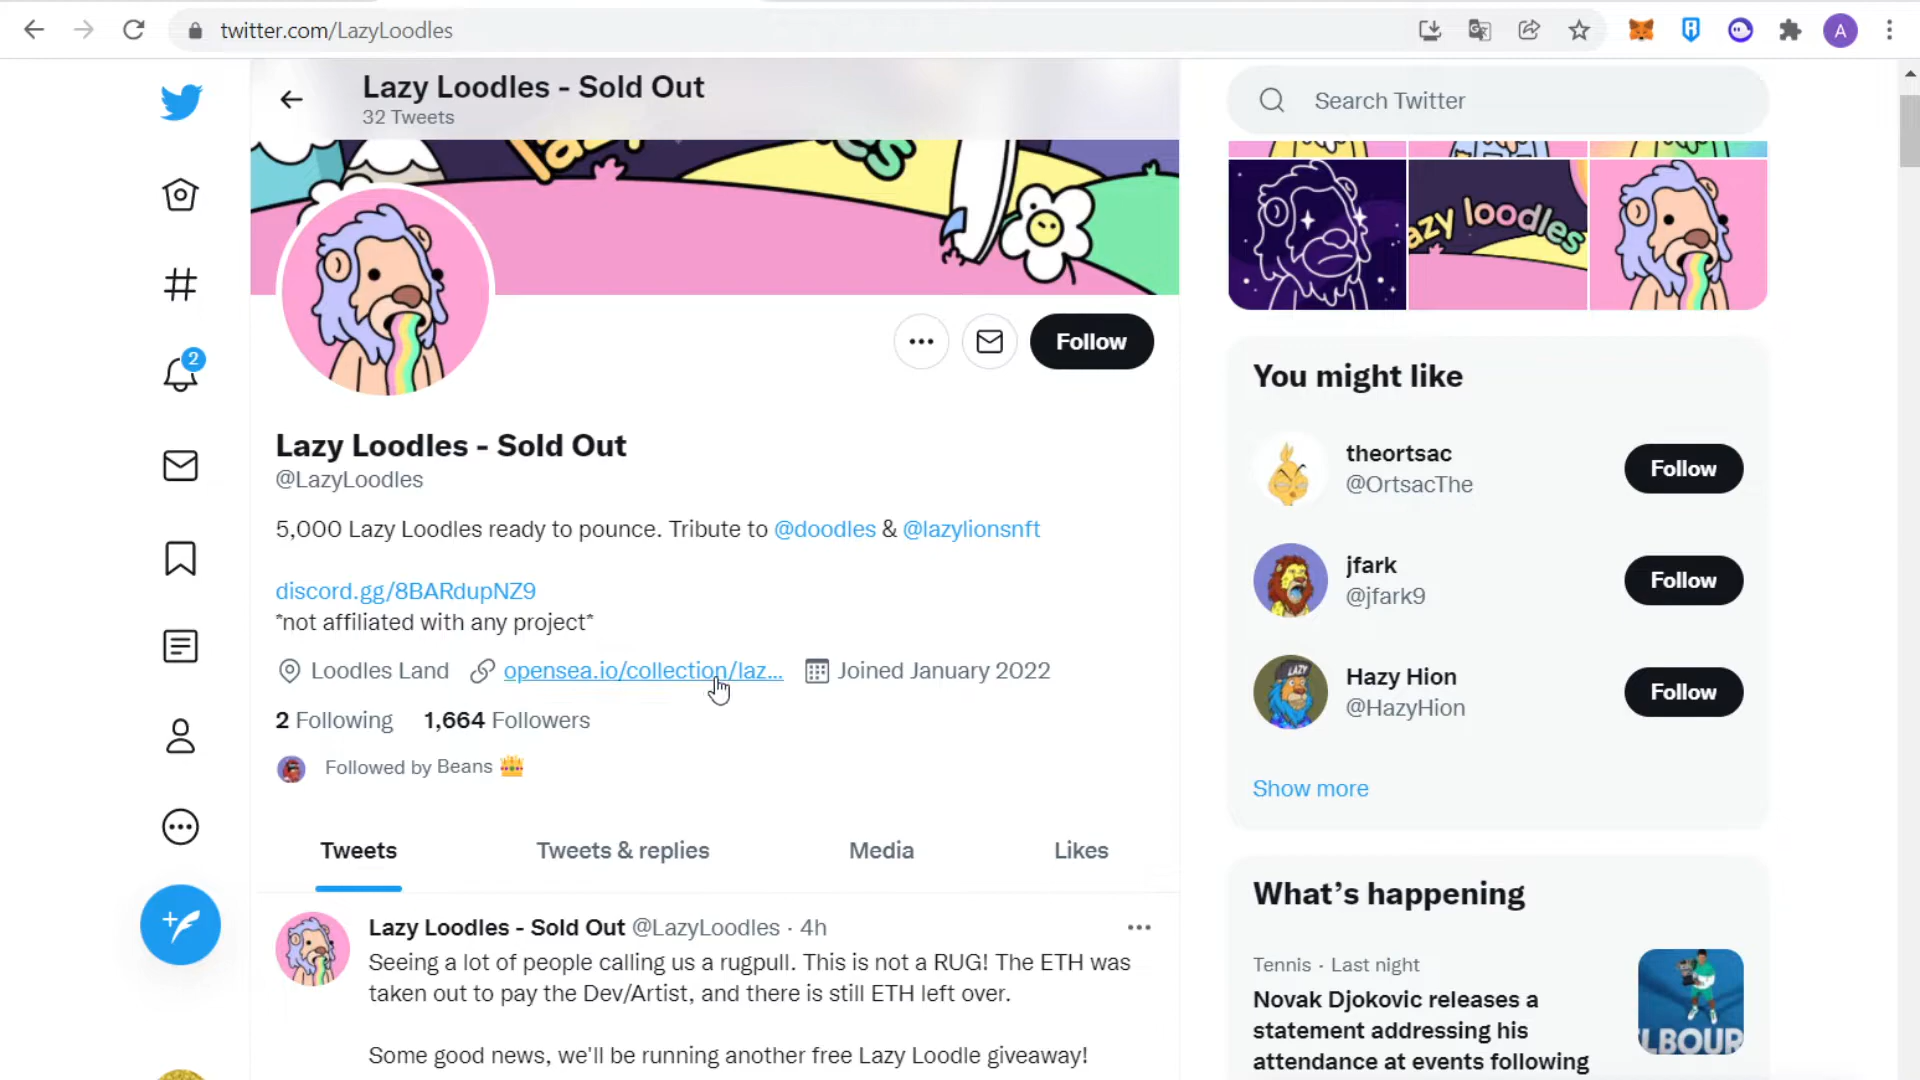 twitter.com/LazyLoodles
A
Lazy Loodles - Sold Out
32 Tweets
Search Twitter
azy loodles
2
Follow
Lazy Loodles - Sold Out
@LazyLoodles
5,000 Lazy Loodles ready to pounce. Tribute to @doodles & @lazylionsnft
discord.gg/8BARdupNZ9
*not affiliated with any project*
Loodles Land opensea.io/collection/laz... Joined January 2022
2 Following 1,664 Followers
Followed by Beans
Tweets Tweets & replies Media Likes
Lazy Loodles - Sold Out @LazyLoodles · 4h
Seeing a lot of people calling us a rugpull. This is not a RUG! The ETH was
taken out to pay the Dev/Artist, and there is still ETH left over.
Some good news, we'll be running another free Lazy Loodle giveaway!
You might like
theortsac
@OrtsacThe
Follow
jfark
@jfark9
Follow
LAZY
Hazy Hion
@HazyHion
Follow
Show more
What's happening
Tennis · Last night
Novak Djokovic releases a
statement addressing his
attendance at events following
LBOUR